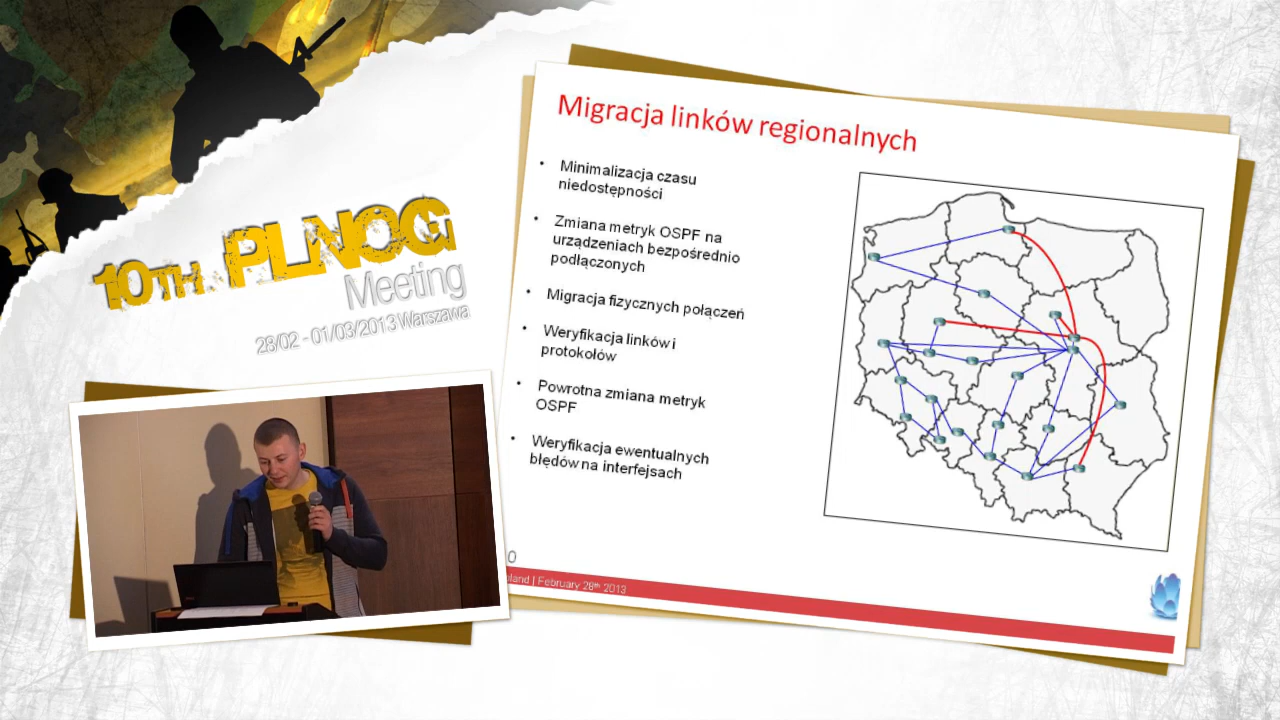 10TH PLNOG
Meeting
28/02 - 01/03/2013 Warszawa
Migracja linków regionalnych
• Minimalizacja czasu
niedostępności
• Zmiana metryk OSPF na
urządzeniach bezpośrednio
podłączonych
• Migracja fizycznych połączeń
• Weryfikacja linków i
protokołów
• Powrotna zmiana metryk
OSPF
• Weryfikacja ewentualnych
błędów na interfejsach
0
| February 28th 2013